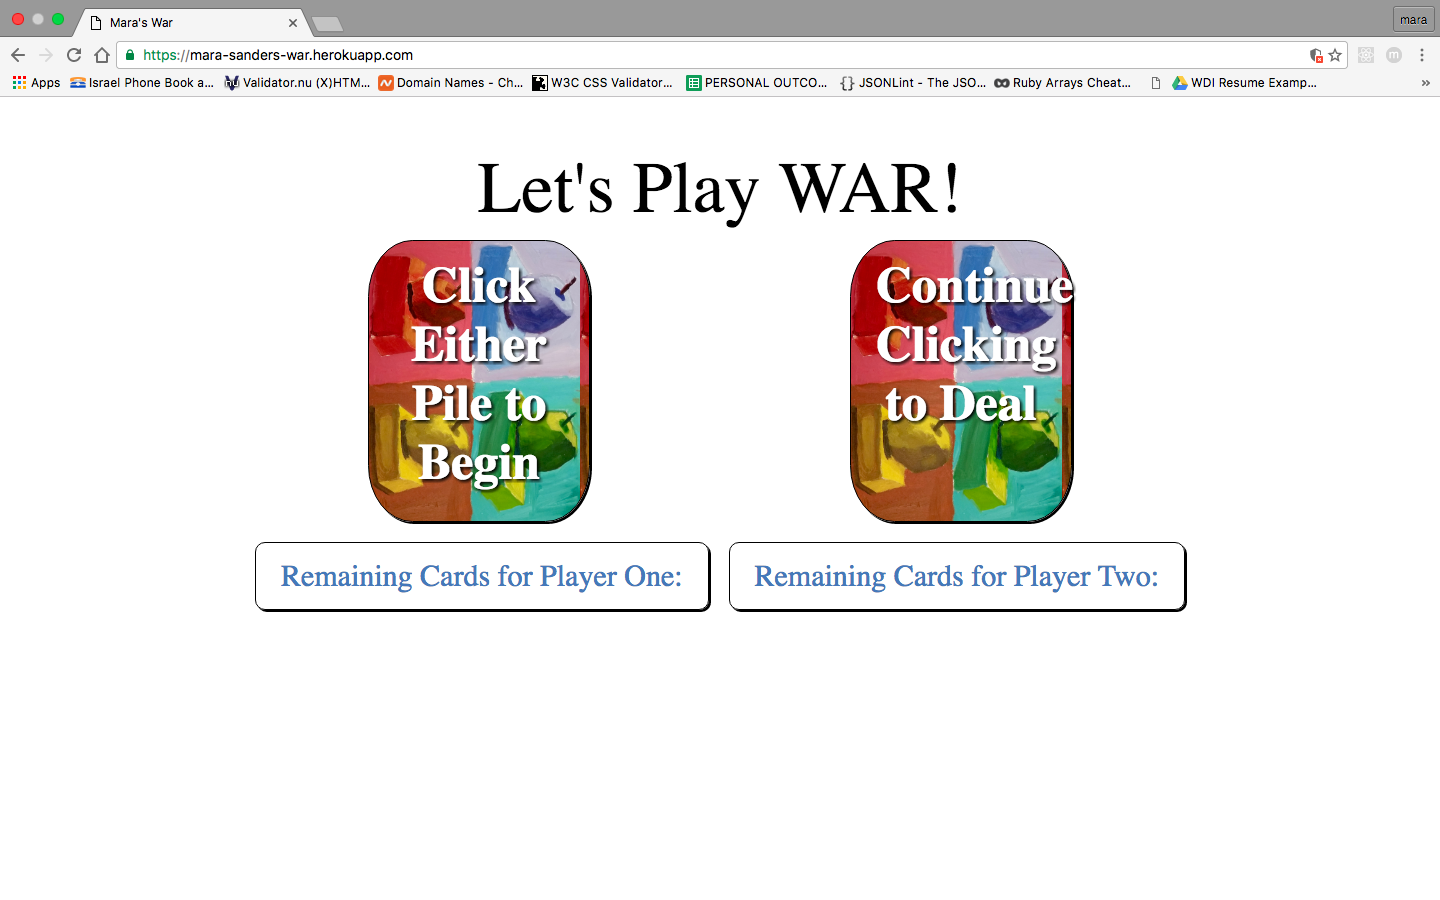 Mara's War
mara
https://mara-sanders-war.herokuapp.com
Apps
Israel Phone Book a...
Validator.nu (X)HTM...
Domain Names - Ch...
W3C CSS Validator...
PERSONAL OUTCO...
{} JSONLint - The JSO...
Ruby Arrays Cheat...
WDI Resume Examp...
»
Let's Play WAR!
Click
Either
Pile to
Begin
Continue
Clicking
to Deal
Remaining Cards for Player One:
Remaining Cards for Player Two: